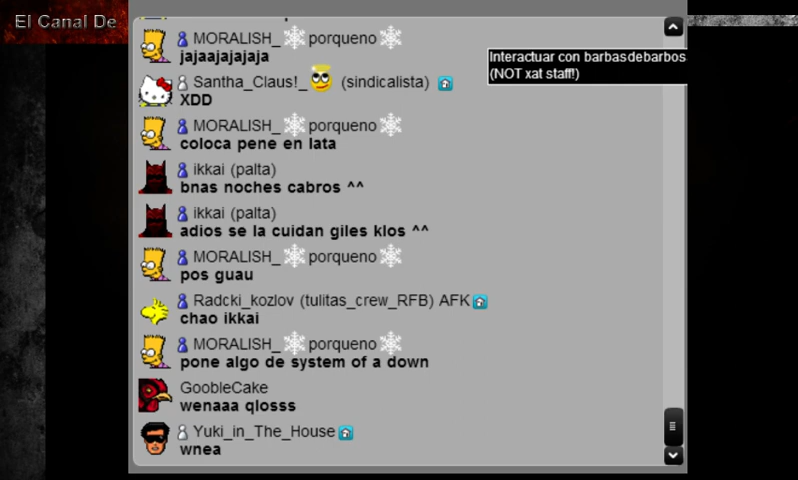 El Canal De
MORALISH_ porqueno
jajaajajajaja
Interactuar con barbasdebarbos
(NOT xat staff!)
Santha_Claus!_ (sindicalista)
XDD
MORALISH_ porqueno
coloca pene en lata
ikkai (palta)
bnas noches cabros ^^
ikkai (palta)
adios se la cuidan giles klos ^^
MORALISH_ porqueno
pos guau
Radcki_kozlov (tulitas_crew_RFB) AFK
chao ikkai
MORALISH_ porqueno
pone algo de system of a down
GoobleCake
wenaaa qlosss
Yuki_in_The_House
wnea